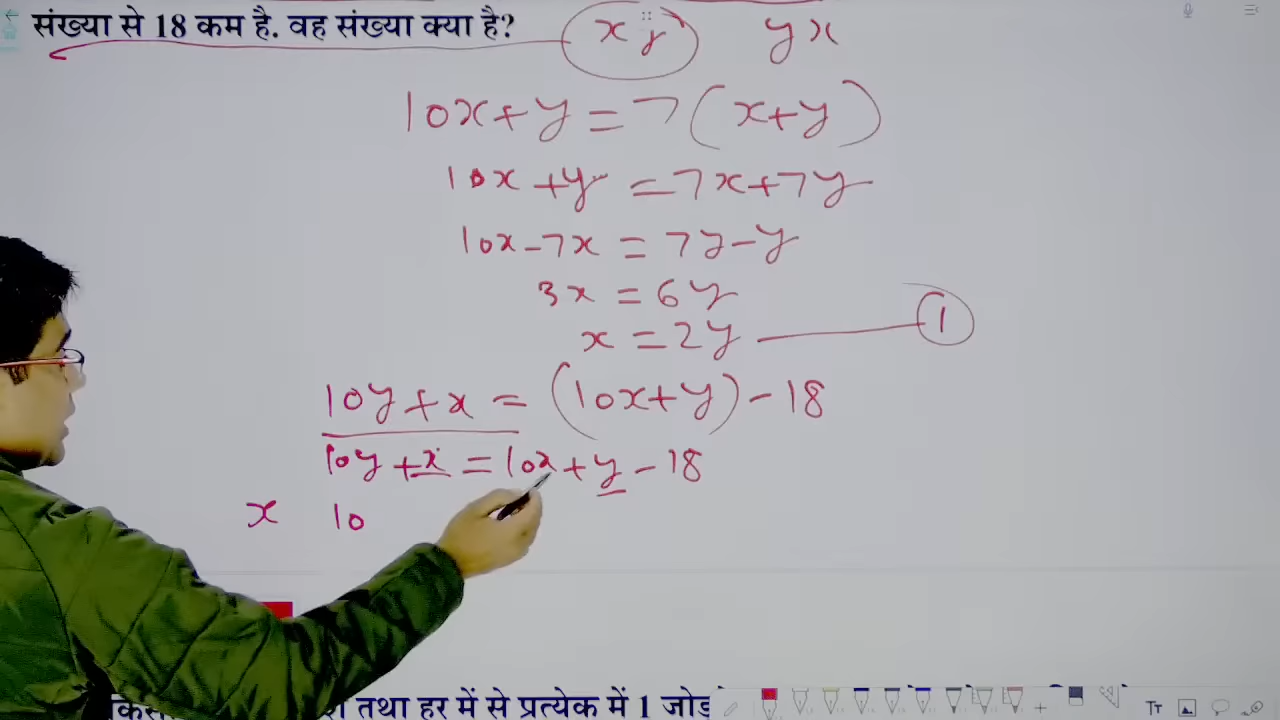 संख्या से 18 कम है. वह संख्या क्या है? xy yx
10x+y=7(x+y)
10x+y=7x+7y
10x-7x=7y-y
3x=6y
x=2y 1
10y+x=(10x+y)-18
10y+x=10x+y-18
x 10
तथा हर में से प्रत्येक में 1 जोड़
Tт